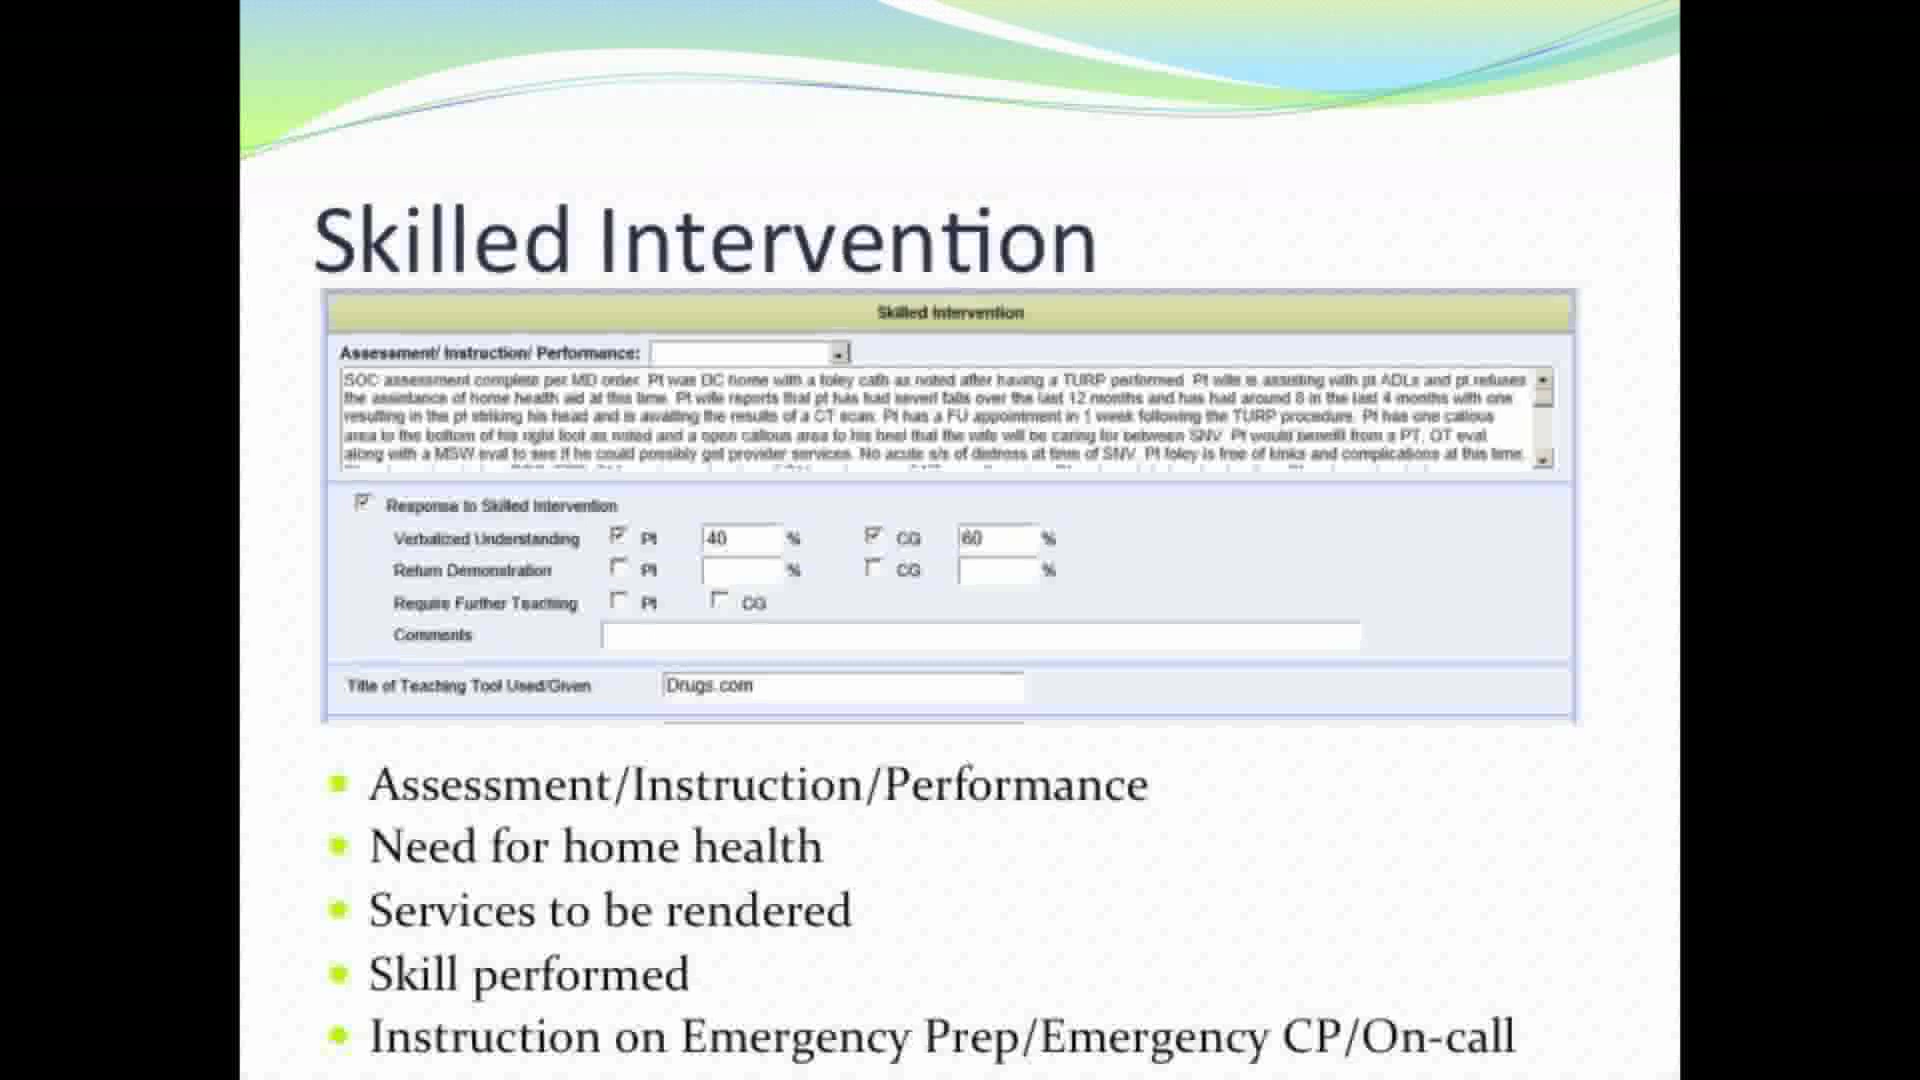 Skilled Intervention
Skilled Intervention
Assessment/ Instruction/ Performance:
SOC assessment complete per MD order. Pt was DC home with a foley cath as noted after having a TURP performed. Pt wife is assisting with pt ADLs and pt refuses
the assistance of home health aid at this time. Pt wife reports that pt has had severl falls over the last 12 months and has had around 8 in the last 4 months with one
resulting in the pt striking his head and is awaiting the results of a CT scan. Pt has a FU appointment in 1 week following the TURP procedure. Pt has one callous
area to the bottom of his right foot as noted and a open callous area to his heel that the wife will be caring for between SNV. Pt would benefit from a PT, OT eval
along with a MSW eval to see if he could possibly get provider services. No acute s/s of distress at time of SNV. Pt foley is free of kinks and complications at this time.
Response to Skilled Intervention
Verbalized Understanding Pt 40 % CG 60 %
Return Demonstration Pt % CG %
Require Further Teaching Pt CG
Comments
Title of Teaching Tool Used/Given Drugs.com
Assessment/Instruction/Performance
Need for home health
Services to be rendered
Skill performed
Instruction on Emergency Prep/Emergency CP/On-call